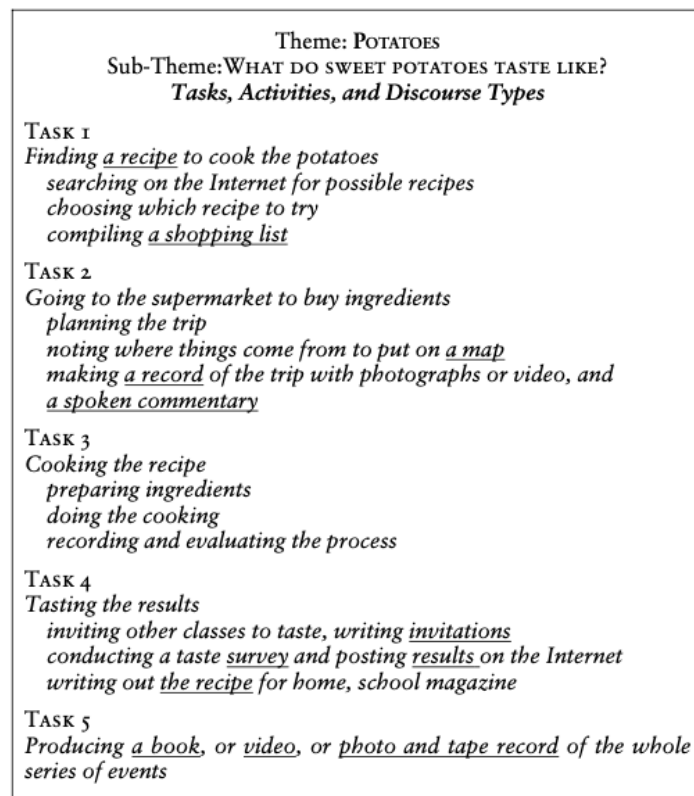 Theme: POTATOES
Sub-Theme:WHAT DO SWEET POTATOES TASTE LIKE?
Tasks, Activities, and Discourse Types
TASK 1
Finding a recipe to cook the potatoes
searching on the Internet for possible recipes
choosing which recipe to try
compiling a shopping list
TASK 2
Going to the supermarket to buy ingredients
planning the trip
noting where things come from to put on a map
making a record of the trip with photographs or video, and
a spoken commentary
TASK 3
Cooking the recipe
preparing ingredients
doing the cooking
recording and evaluating the process
TASK 4
Tasting the results
inviting other classes to taste, writing invitations
conducting a taste survey and posting results on the Internet
writing out the recipe for home, school magazine
TASK 5
Producing a book, or video, or photo and tape record of the whole
series of events